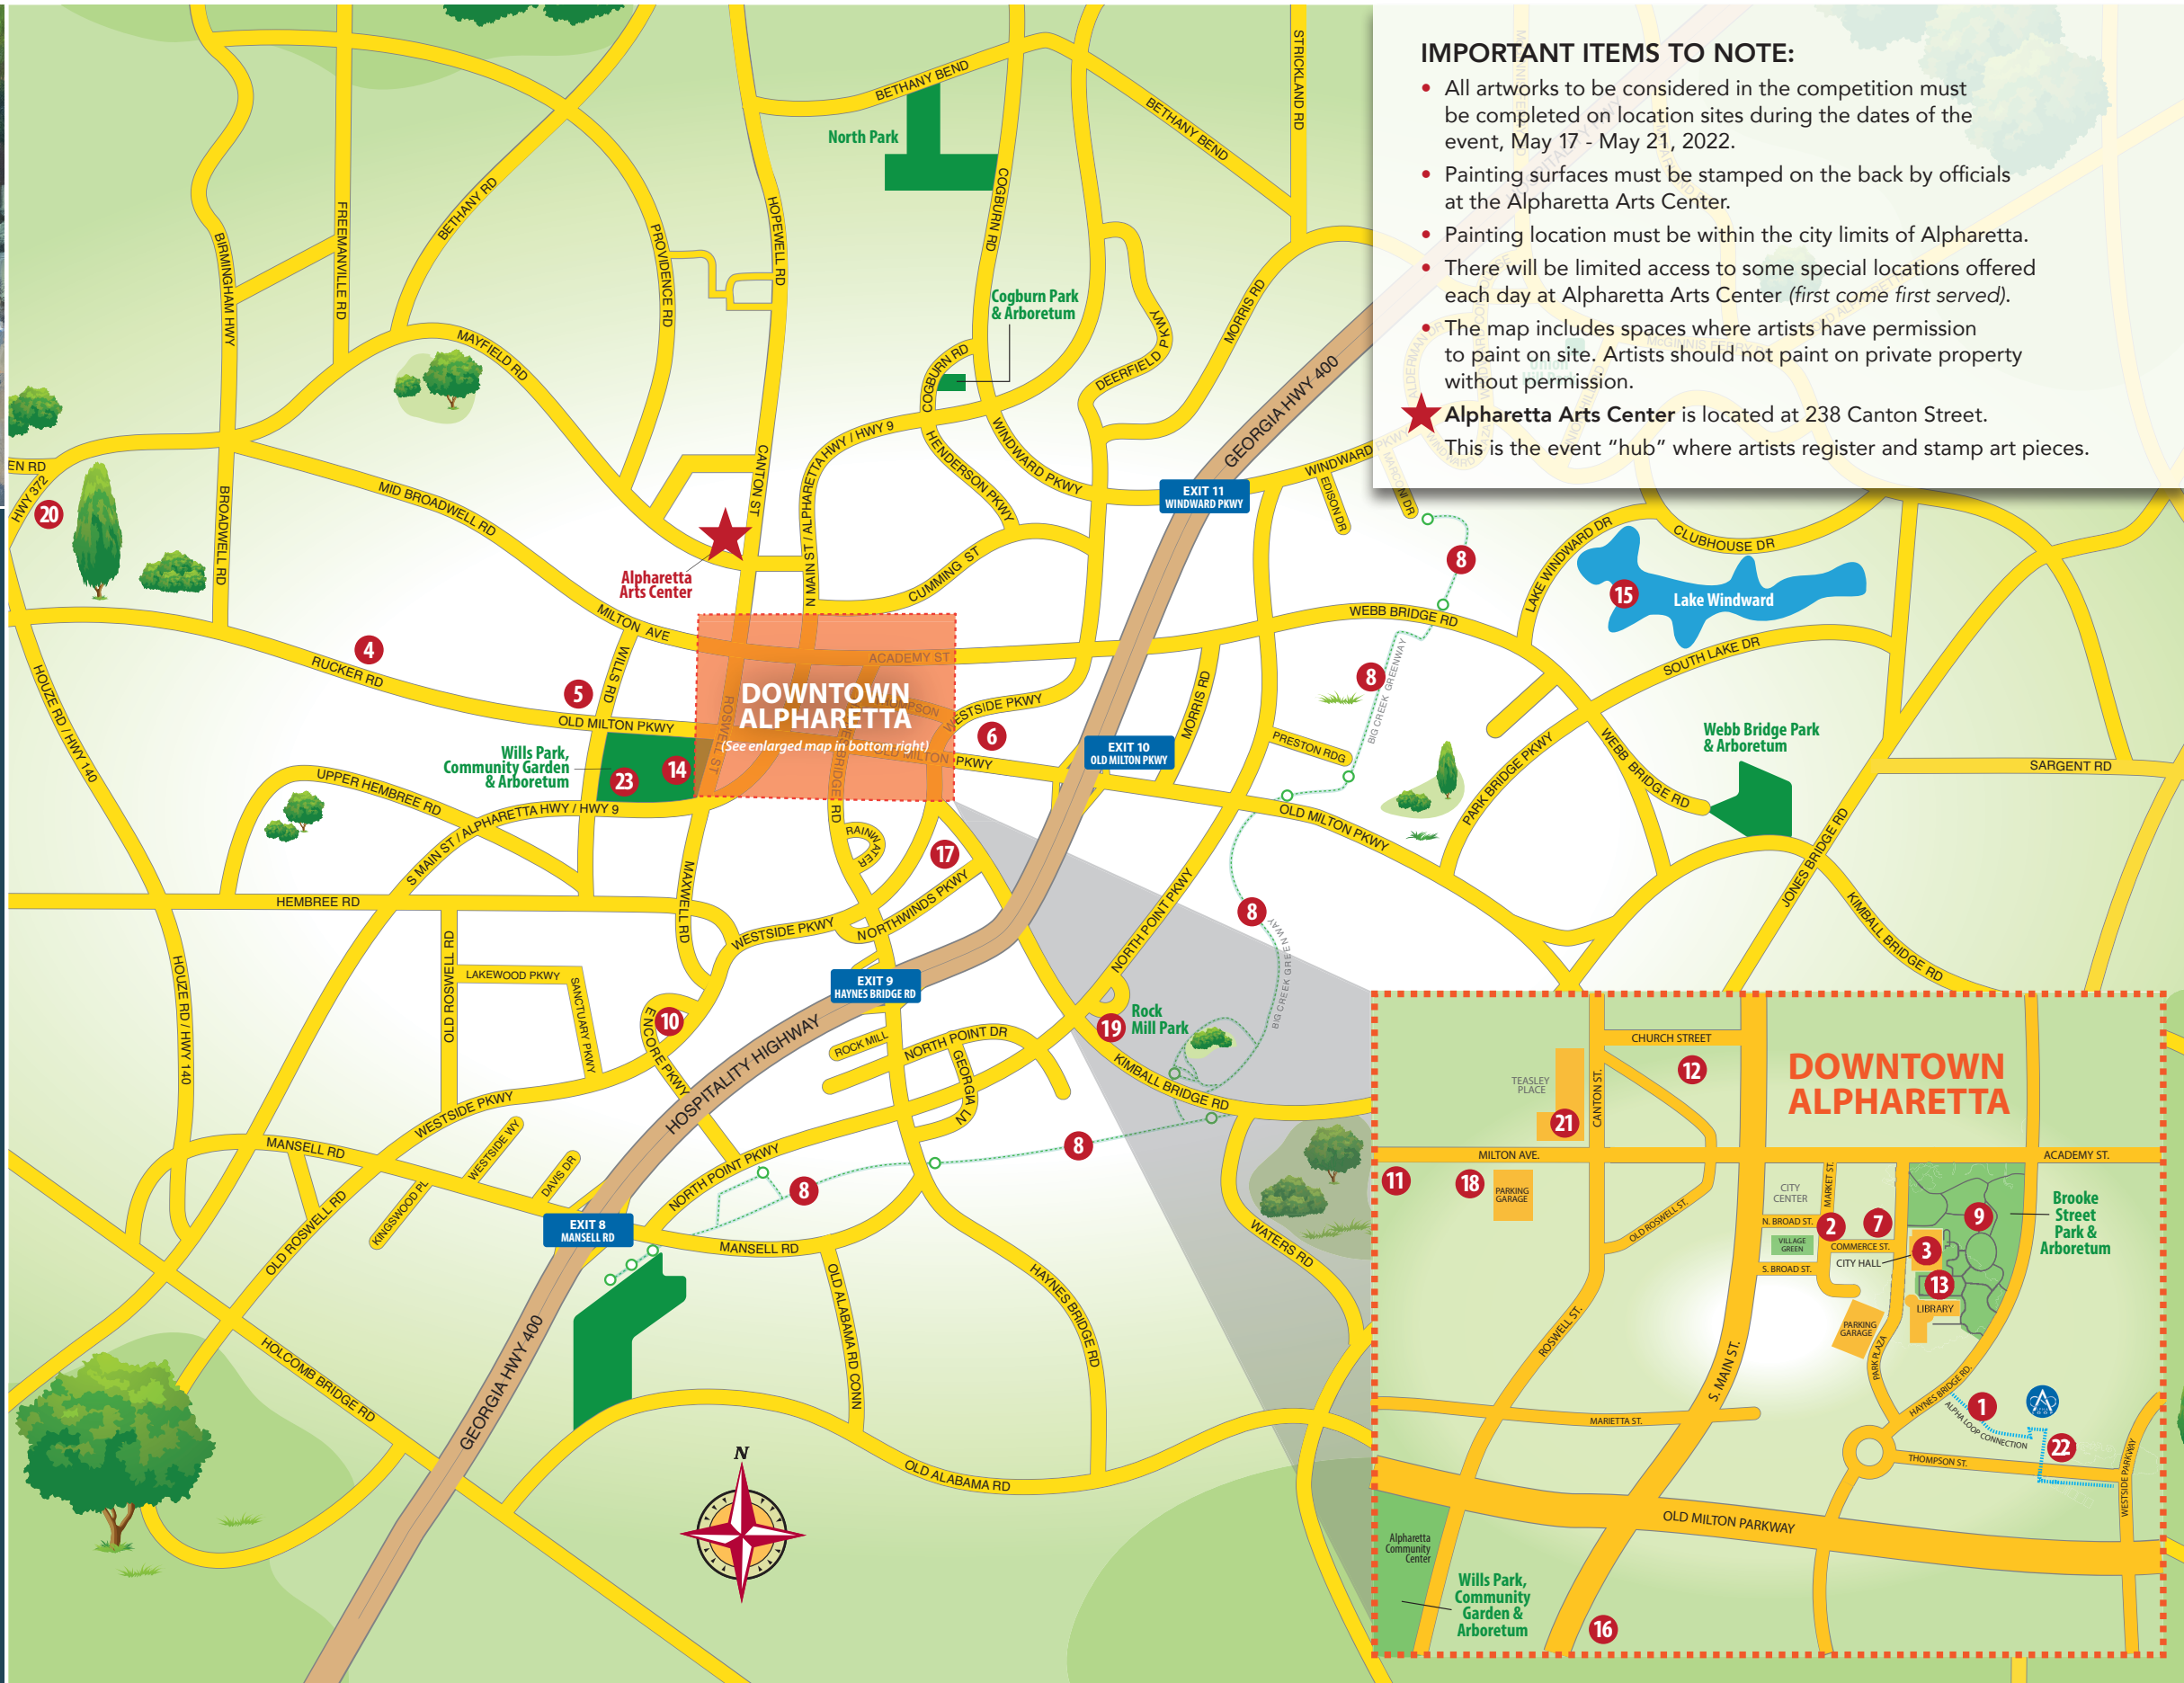 IMPORTANT ITEMS TO NOTE:
• All artworks to be considered in the competition must
be completed on location sites during the dates of the
event, May 17 - May 21, 2022.
• Painting surfaces must be stamped on the back by officials
at the Alpharetta Arts Center.
• Painting location must be within the city limits of Alpharetta.
• There will be limited access to some special locations offered
each day at Alpharetta Arts Center (first come first served).
• The map includes spaces where artists have permission
to paint on site. Artists should not paint on private property
without permission.
Alpharetta Arts Center is located at 238 Canton Street.
This is the event “hub” where artists register and stamp art pieces.
BETHANY BEND
BETHANY BEND
STRICKLAND RD
North Park
COGBURN RD
HOPEWELL RD
PROVIDENCE RD
BETHANY RD
FREEMANVILLE RD
BIRMINGHAM HWY
MAYFIELD RD
Cogburn Park
& Arboretum
COGBURN RD
DEERFIELD PKWY
MORRIS RD
GEORGIA HWY 400
WINDWARD PKWY
EDISON DR
MARCONI DR
EXIT 11
WINDWARD PKWY
WINDWARD PKWY
HENDERSON PKWY
N MAIN ST / ALPHARETTA HWY / HWY 9
CANTON ST
CUMMING ST
MID BROADWELL RD
BROADWELL RD
EN RD
HWY 372
20
Alpharetta
Arts Center
MILTON AVE
ACADEMY ST
WILLS RD
RUCKER RD
4
5
OLD MILTON PKWY
DOWNTOWN
ALPHARETTA
(See enlarged map in bottom right)
ROSWELL ST
OLD MILTON PKWY
WESTSIDE PKWY
6
EXIT 10
OLD MILTON PKWY
MORRIS RD
PRESTON RDG
WEBB BRIDGE RD
8
8
BIG CREEK GREENWAY
LAKE WINDWARD DR
CLUBHOUSE DR
15
Lake Windward
SOUTH LAKE DR
Webb Bridge Park
& Arboretum
WEBB BRIDGE RD
PARK BRIDGE PKWY
SARGENT RD
JONES BRIDGE RD
KIMBALL BRIDGE RD
OLD MILTON PKWY
Wills Park,
Community Garden
& Arboretum
23
14
HOUZE RD / HWY 140
UPPER HEMBREE RD
S MAIN ST / ALPHARETTA HWY / HWY 9
HEMBREE RD
MAXWELL RD
RAINWATER
17
NORTHWINDS PKWY
WESTSIDE PKWY
EXIT 9
HAYNES BRIDGE RD
NORTH POINT PKWY
8
BIG CREEK GREENWAY
19
Rock
Mill Park
KIMBALL BRIDGE RD
OLD ROSWELL RD
LAKEWOOD PKWY
SANCTUARY PKWY
HOUZE RD / HWY 140
10
ENCORE PKWY
HOSPITALITY HIGHWAY
ROCK MILL
NORTH POINT DR
GEORGIA LN
WESTSIDE PKWY
MANSELL RD
WESTSIDE WY
DAVIS DR
KINGSWOOD PL
OLD ROSWELL RD
EXIT 8
MANSELL RD
NORTH POINT PKWY
8
8
MANSELL RD
WATERS RD
HAYNES BRIDGE RD
OLD ALABAMA RD CONN
OLD ALABAMA RD
HOLCOMB BRIDGE RD
GEORGIA HWY 400
N
DOWNTOWN
ALPHARETTA
CHURCH STREET
12
TEASLEY
PLACE
CANTON ST.
21
MILTON AVE.
ACADEMY ST.
11
18
PARKING
GARAGE
CITY
CENTER
MARKET ST.
N. BROAD ST.
2
7
9
Brooke
Street
Park &
Arboretum
VILLAGE
GREEN
COMMERCE ST.
3
CITY HALL
S. BROAD ST.
13
LIBRARY
PARKING
GARAGE
PARK PLAZA
OLD ROSWELL ST.
ROSWELL ST.
S. MAIN ST.
HAYNES BRIDGE RD.
1
ALPHA LOOP CONNECTION
22
MARIETTA ST.
THOMPSON ST.
WESTSIDE PARKWAY
OLD MILTON PARKWAY
Alpharetta
Community
Center
Wills Park,
Community
Garden &
Arboretum
16